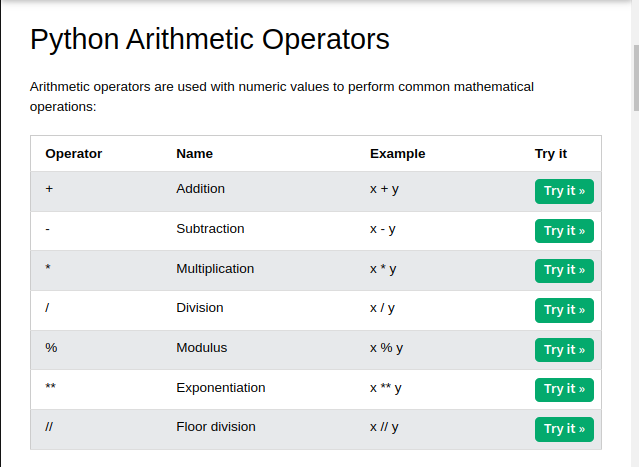 Python Arithmetic Operators
Arithmetic operators are used with numeric values to perform common mathematical
operations:
Operator Name Example Try it
+ Addition x + y Try it »
- Subtraction x - y Try it »
* Multiplication x * y Try it »
/ Division x / y Try it »
% Modulus x % y Try it »
** Exponentiation x ** y Try it »
// Floor division x // y Try it »